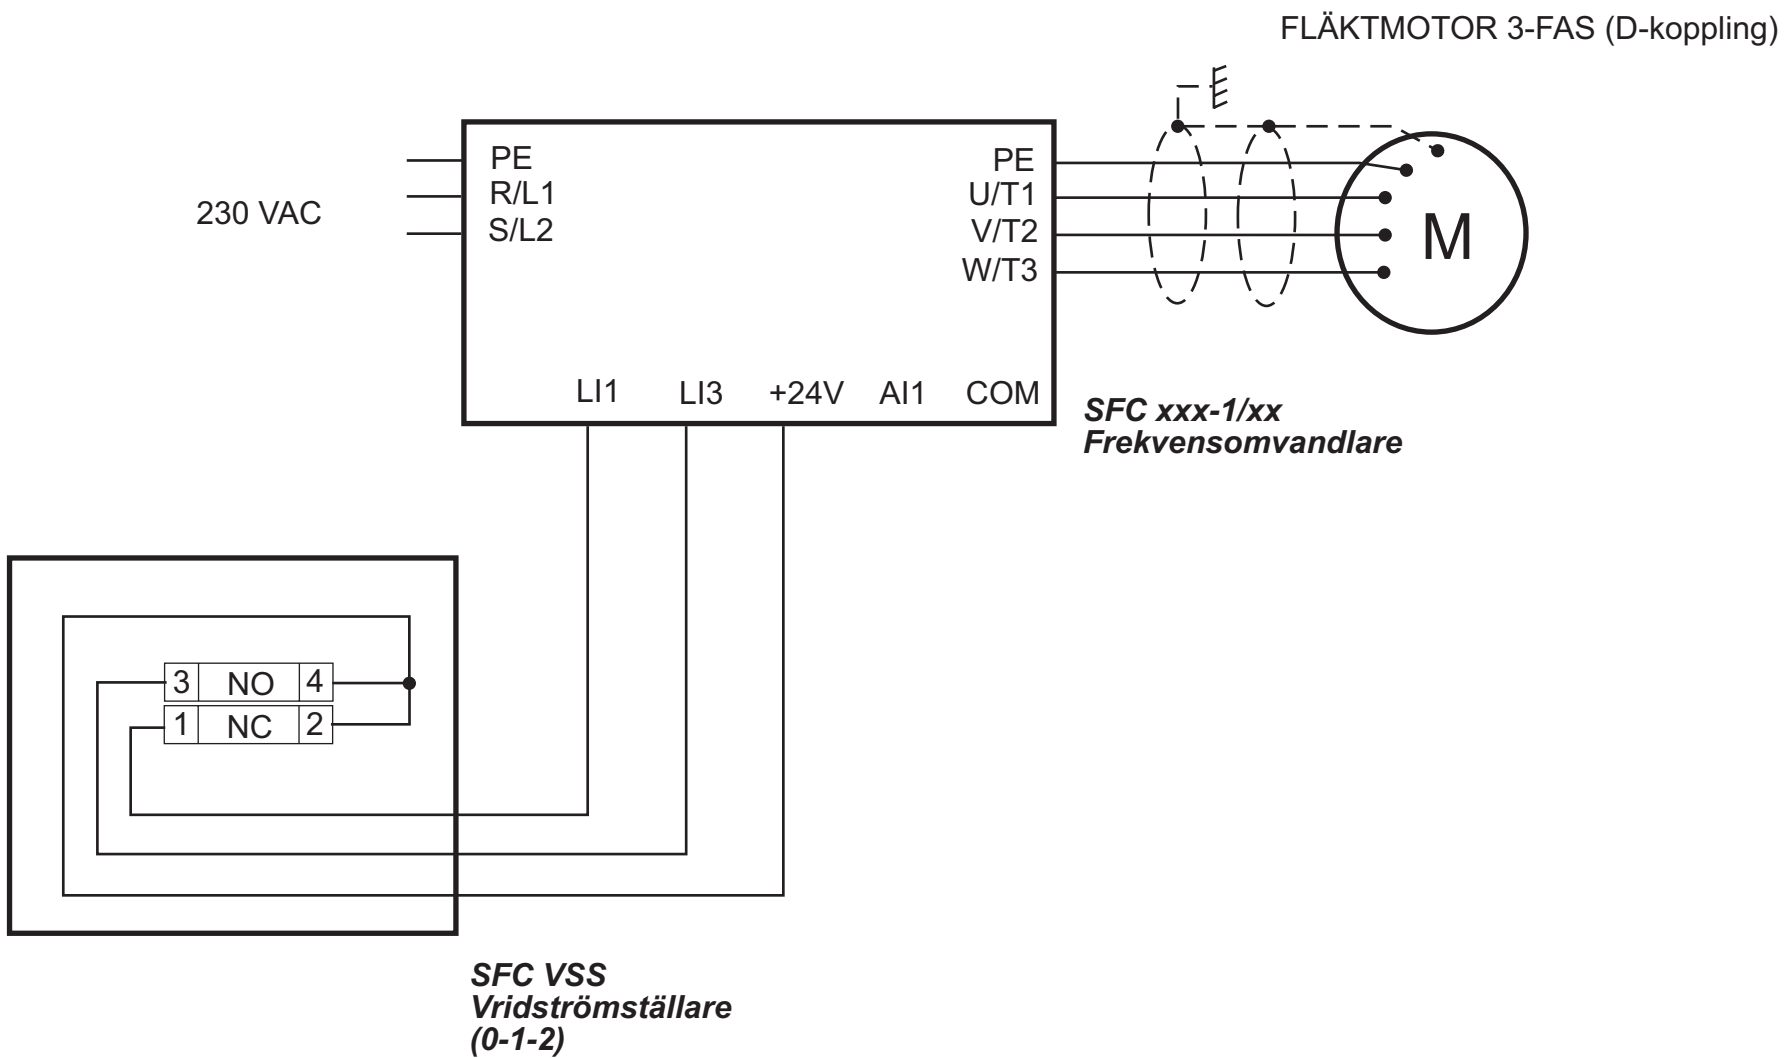 FLÄKTMOTOR 3-FAS (D-koppling)
230 VAC
PE
R/L1
S/L2
PE
U/T1
V/T2
W/T3
M
LI1 LI3 +24V AI1 COM
SFC xxx-1/xx
Frekvensomvandlare
3 NO 4
1 NC 2
SFC VSS
Vridströmställare
(0-1-2)